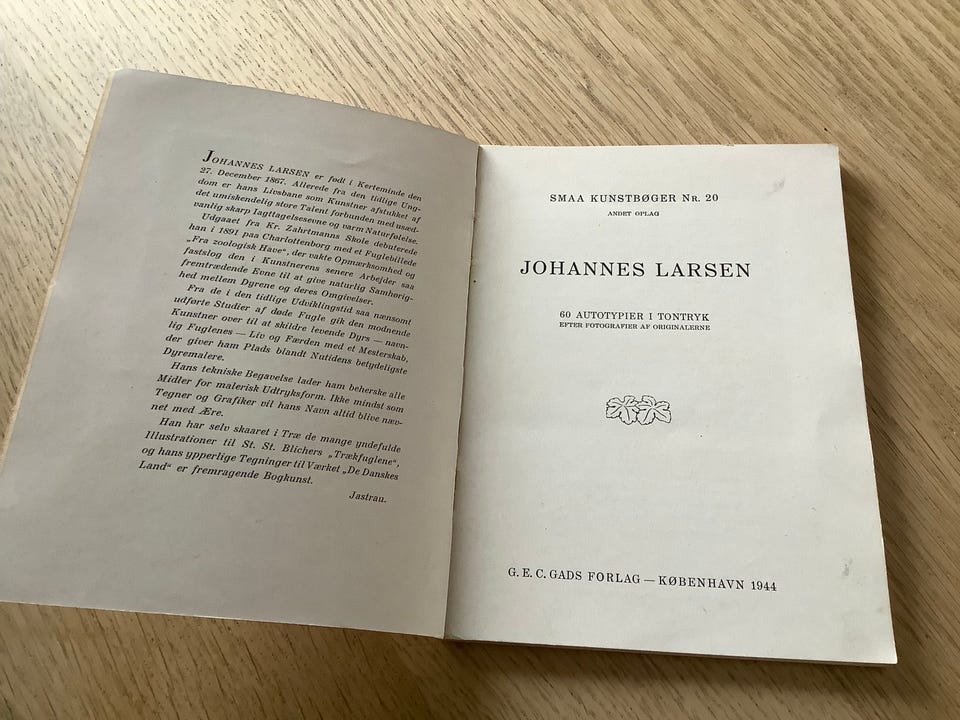 JOHANNES LARSEN er født i Kerteminde den
27. December 1867. Allerede fra den tidlige Ung-
dom er hans Livsbane som Kunstner afstukket af
det umiskendelig store Talent forbunden med usæd-
vanlig skarp Iagttagelsesevne og varm Naturfølelse.
Udgaaet fra Kr. Zahrtmanns Skole debuterede
han i 1891 paa Charlottenborg med et Fuglebillede
„Fra zoologisk Have“, der vakte Opmærksomhed og
fastslog den i Kunstnerens senere Arbejder saa
fremtrædende Evne til at give naturlig Samhørig-
hed mellem Dyrene og deres Omgivelser.
Fra de i den tidlige Udviklingstid saa nænsomt
udførte Studier af døde Fugle gik den modnende
Kunstner over til at skildre levende Dyrs — navn-
lig Fuglenes — Liv og Færden med et Mesterskab,
der giver ham Plads blandt Nutidens betydeligste
Dyremalere.
Hans tekniske Begavelse lader ham beherske alle
Midler for malerisk Udtryksform. Ikke mindst som
Tegner og Grafiker vil hans Navn altid blive næv-
net med Ære.
Han har selv skaaret i Træ de mange yndefulde
Illustrationer til St. St. Blichers „Trækfuglene“,
og hans ypperlige Tegninger til Værket „De Danskes
Land“ er fremragende Bogkunst.
Jastrau.
SMAA KUNSTBØGER NR. 20
ANDET OPLAG
JOHANNES LARSEN
60 AUTOTYPIER I TONTRYK
EFTER FOTOGRAFIER AF ORIGINALERNE
G. E. C. GADS FORLAG — KØBENHAVN 1944